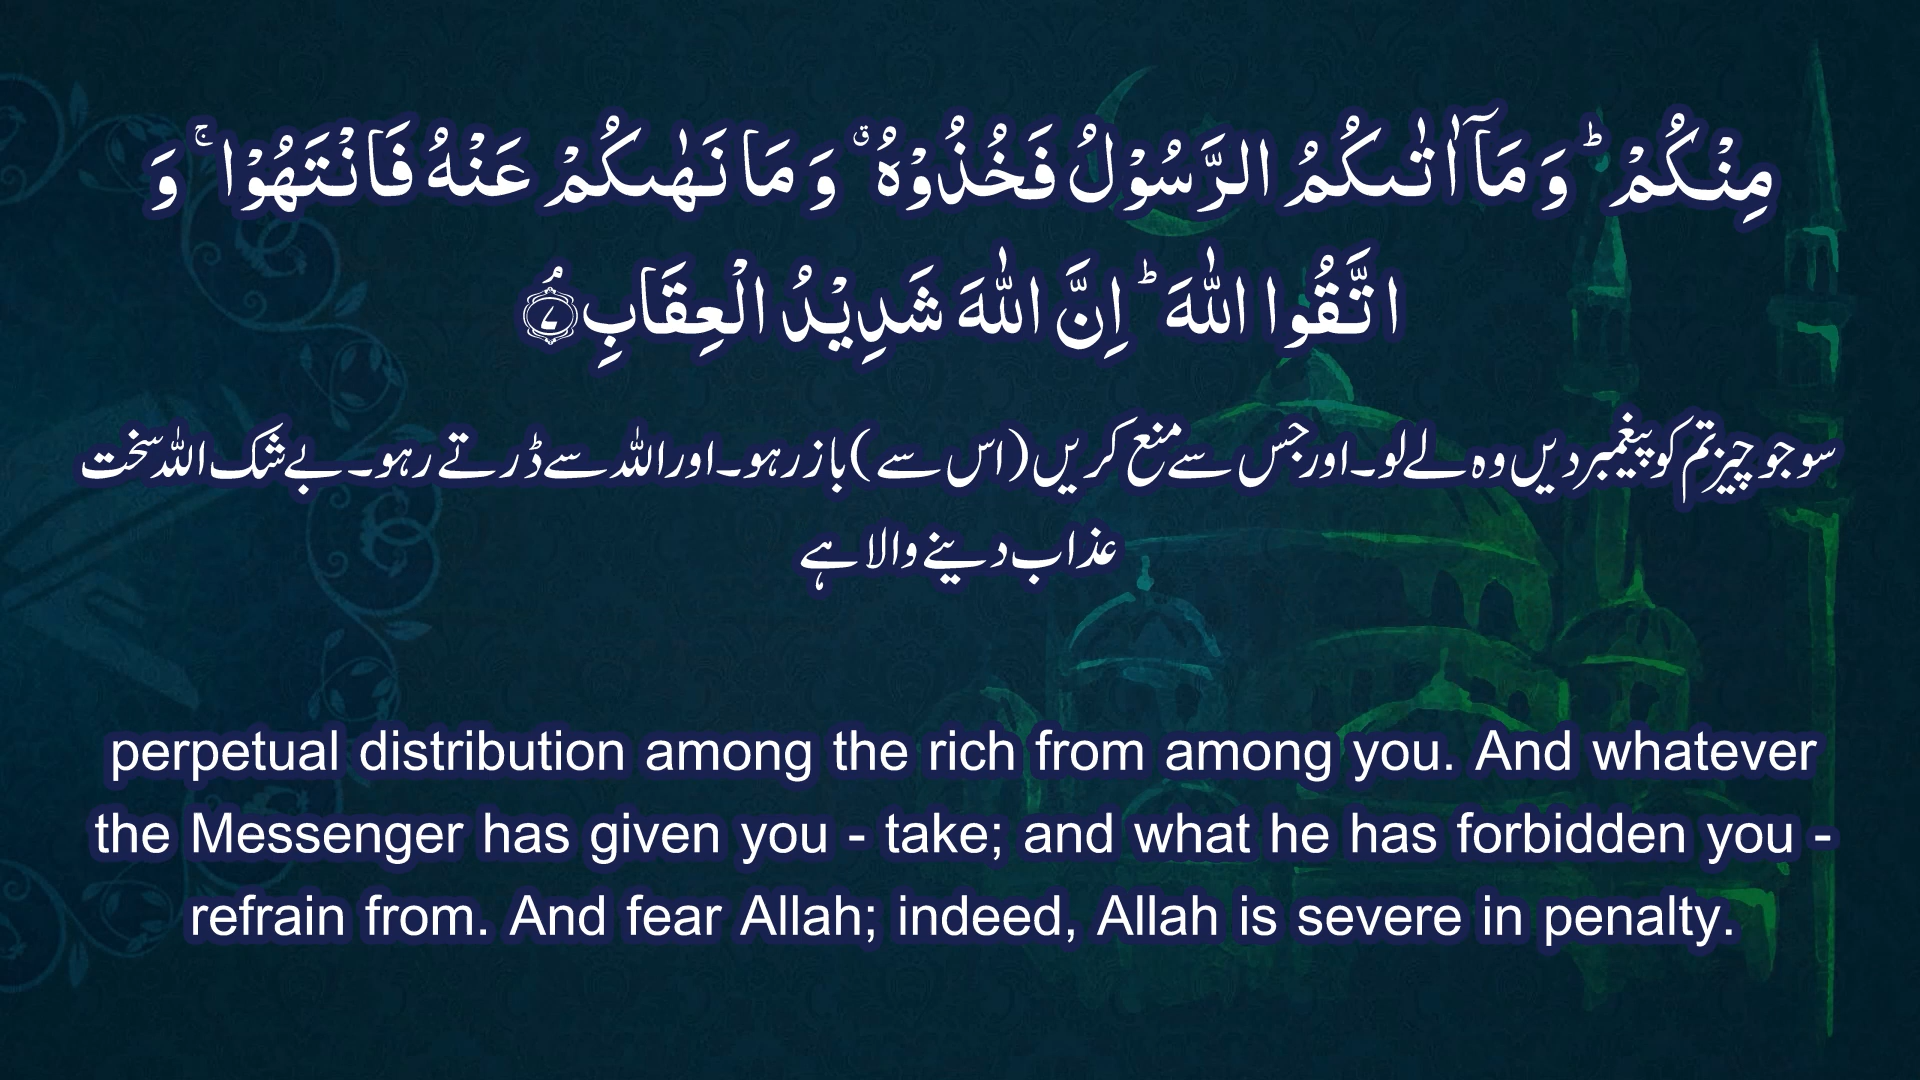 مِنْكُمْ ؕ وَ مَاۤ اٰتٰىكُمُ الرَّسُوْلُ فَخُذُوْهُ ۗ وَ مَا نَهٰىكُمْ عَنْهُ فَانْتَهُوْا ۚ وَ
اتَّقُوا اللّٰهَ ؕ اِنَّ اللّٰهَ شَدِيْدُ الْعِقَابِۘ ۷
سو جو چیز تم کو پیغمبر دیں وہ لے لو۔ اور جس سے منع کریں (اس سے) باز رہو۔ اور اللہ سے ڈرتے رہو۔ بے شک اللہ سخت
عذاب دینے والا ہے
perpetual distribution among the rich from among you. And whatever
the Messenger has given you - take; and what he has forbidden you -
refrain from. And fear Allah; indeed, Allah is severe in penalty.